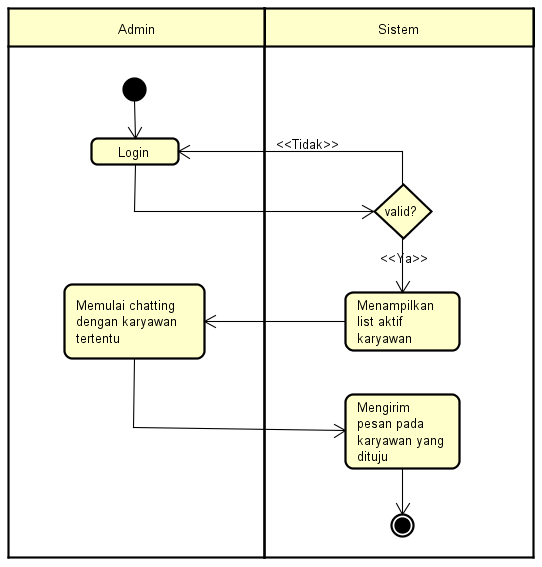 Admin
Sistem
Login
<<Tidak>>
valid?
<<Ya>>
Menampilkan
list aktif
karyawan
Memulai chatting
dengan karyawan
tertentu
Mengirim
pesan pada
karyawan yang
dituju